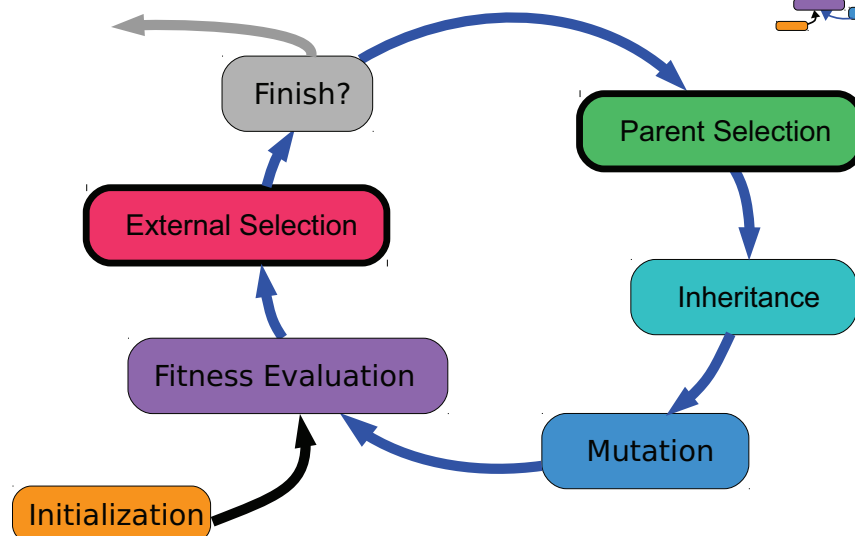 Finish?
Parent Selection
External Selection
Inheritance
Fitness Evaluation
Mutation
Initialization